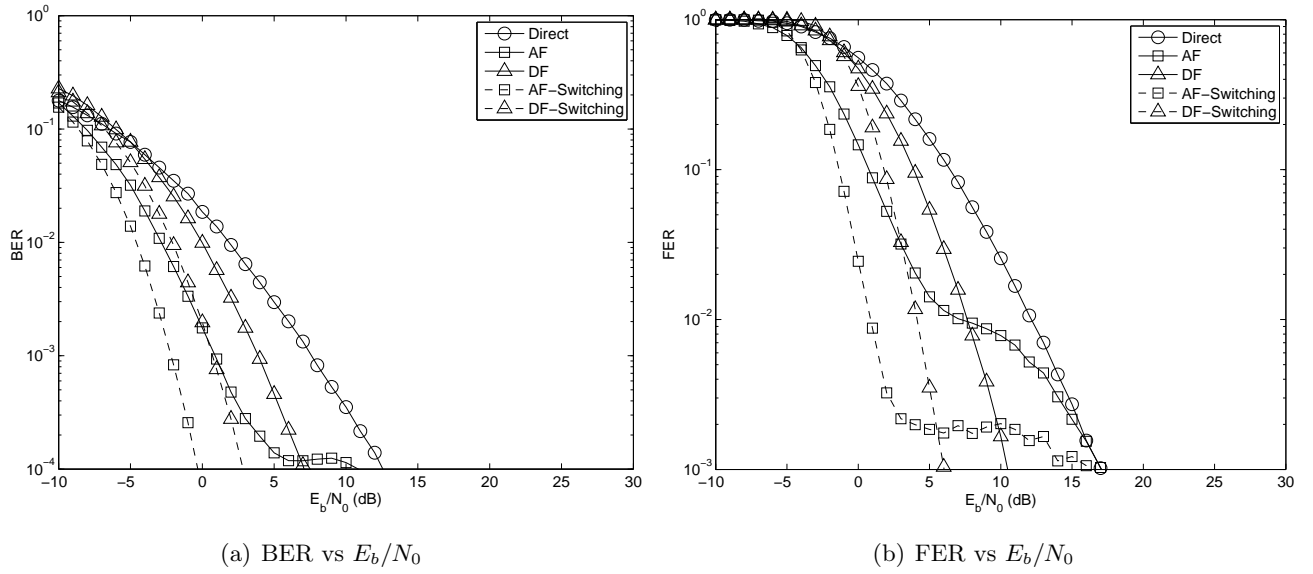 10^0
10^-1
10^-2
10^-3
10^-4
BER
-10 -5 0 5 10 15 20 25 30
E_b/N_0 (dB)
Direct
AF
DF
AF-Switching
DF-Switching
(a) BER vs E_b/N_0
10^0
10^-1
10^-2
10^-3
FER
-10 -5 0 5 10 15 20 25 30
E_b/N_0 (dB)
Direct
AF
DF
AF-Switching
DF-Switching
(b) FER vs E_b/N_0